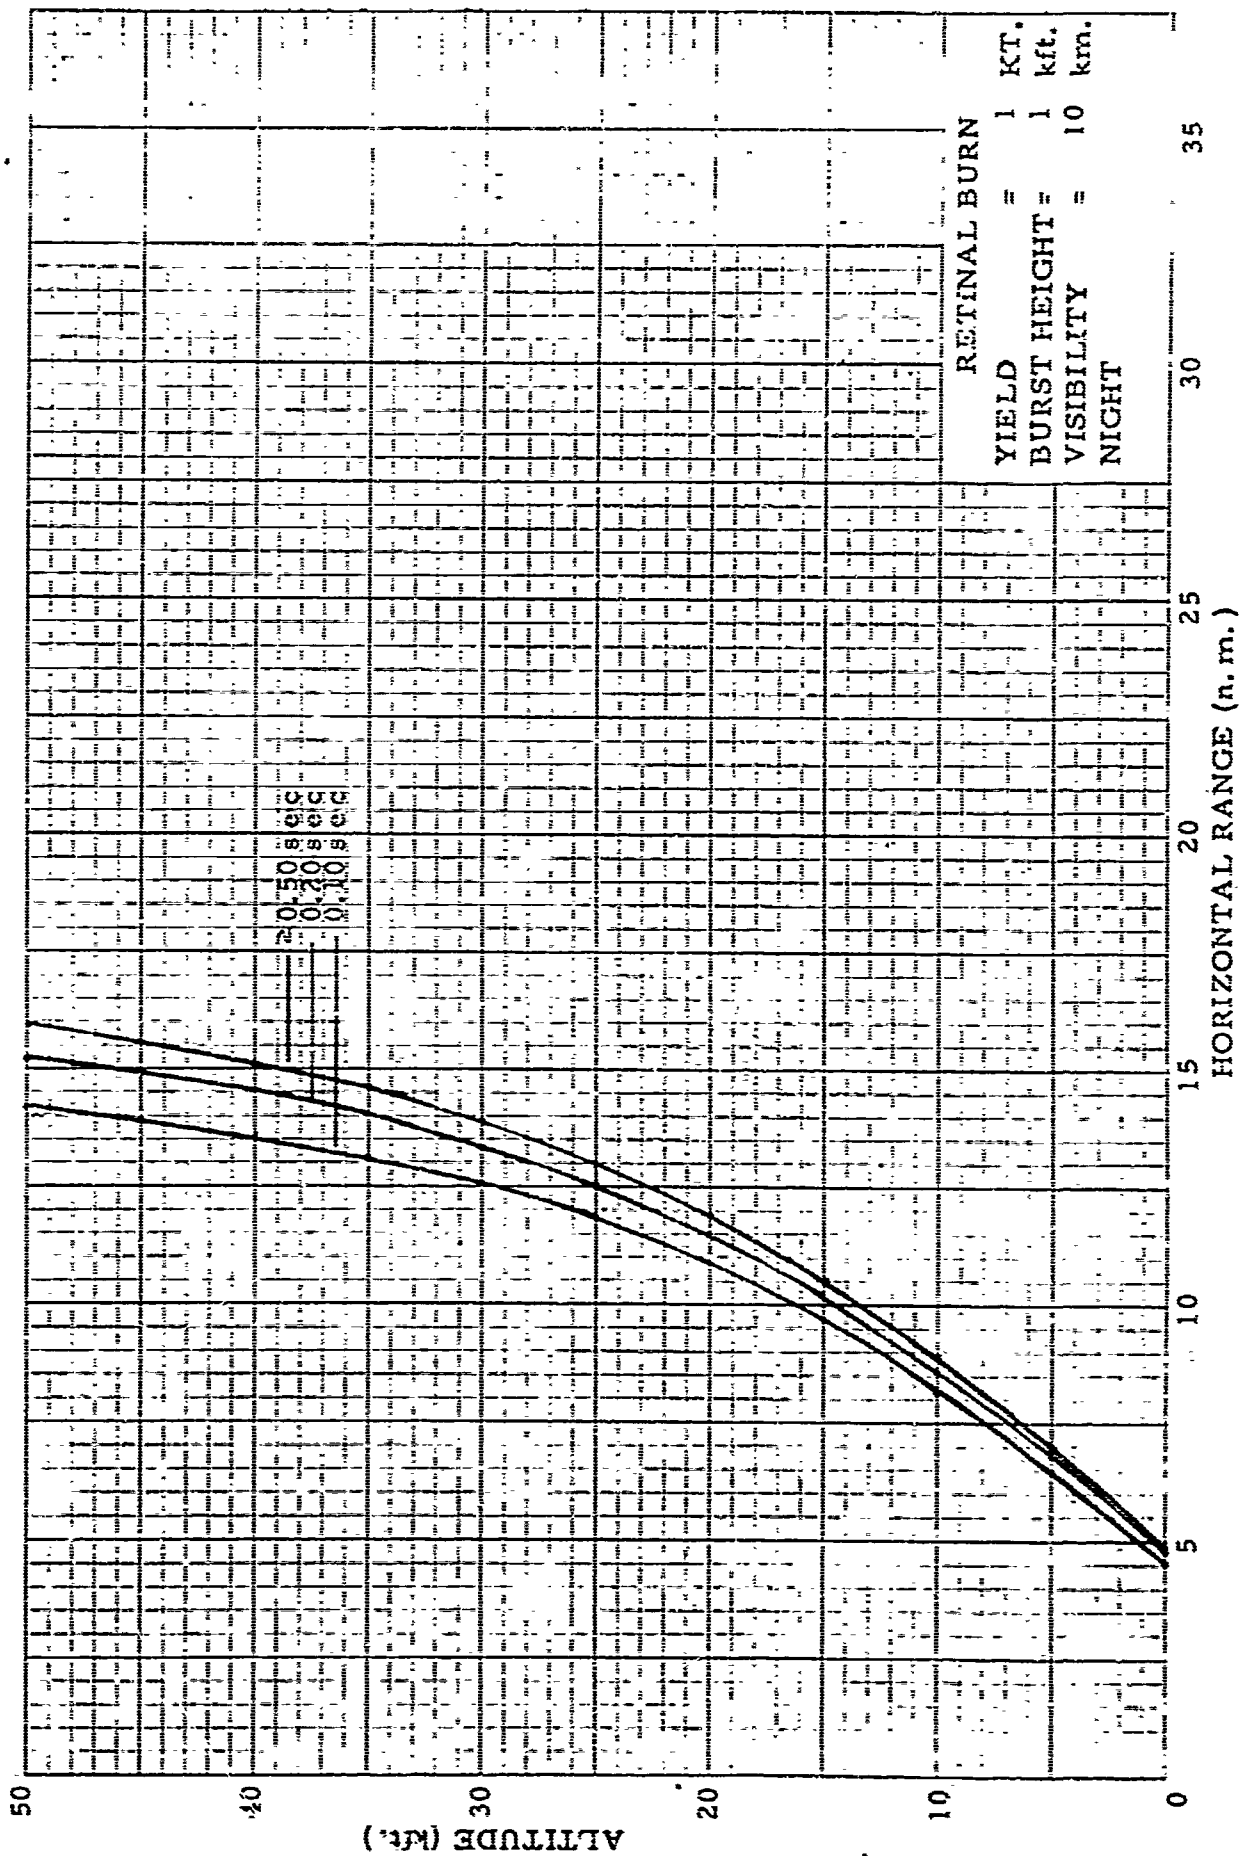 ALTITUDE (kft.)
50
40
30
20
10
0
≥ 0.50 sec
0.20 sec
0.10 sec
RETINAL BURN
YIELD = 1 KT.
BURST HEIGHT = 1 kft.
VISIBILITY = 10 km.
NIGHT
5
10
15
20
25
30
35
HORIZONTAL RANGE (n. m.)